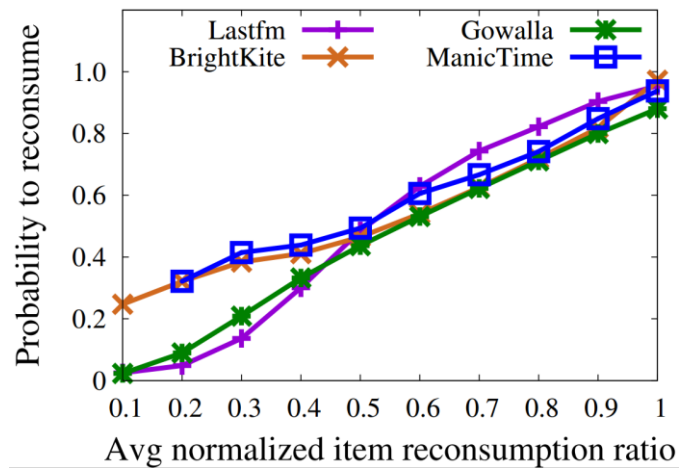 Lastfm Gowalla
BrightKite ManicTime
1.0
0.8
0.6
0.4
0.2
0
Probability to reconsume
0.1 0.2 0.3 0.4 0.5 0.6 0.7 0.8 0.9 1
Avg normalized item reconsumption ratio